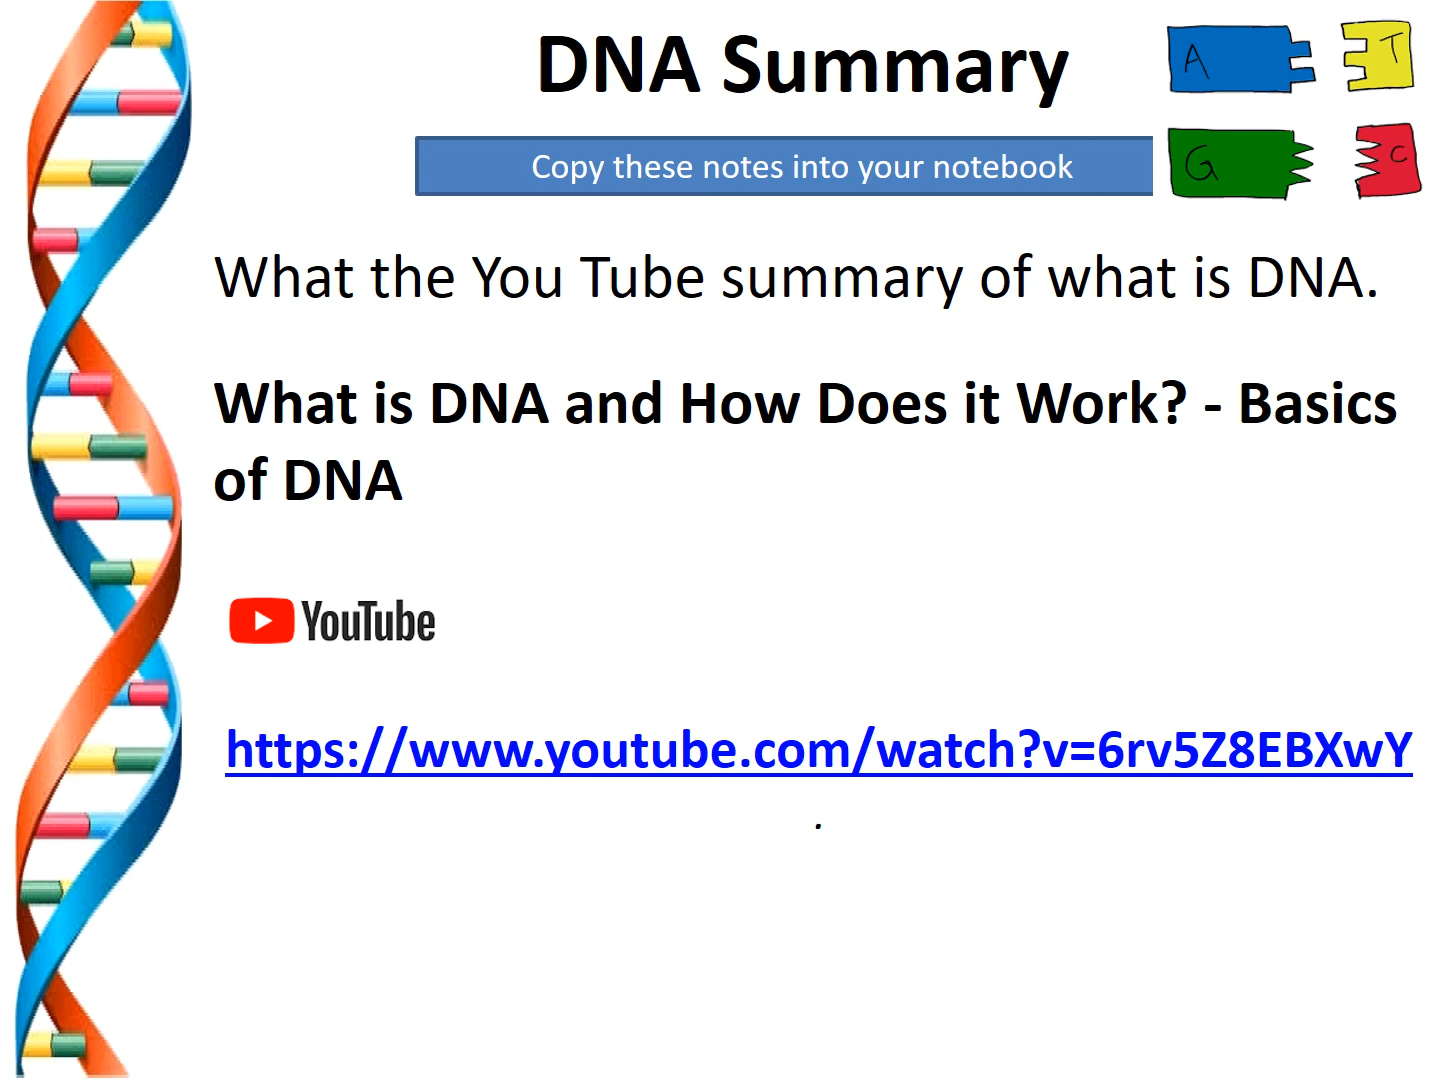 DNA Summary
A
T
Copy these notes into your notebook
G
C
What the You Tube summary of what is DNA.
What is DNA and How Does it Work? - Basics
of DNA
YouTube
https://www.youtube.com/watch?v=6rv5Z8EBXwY
.